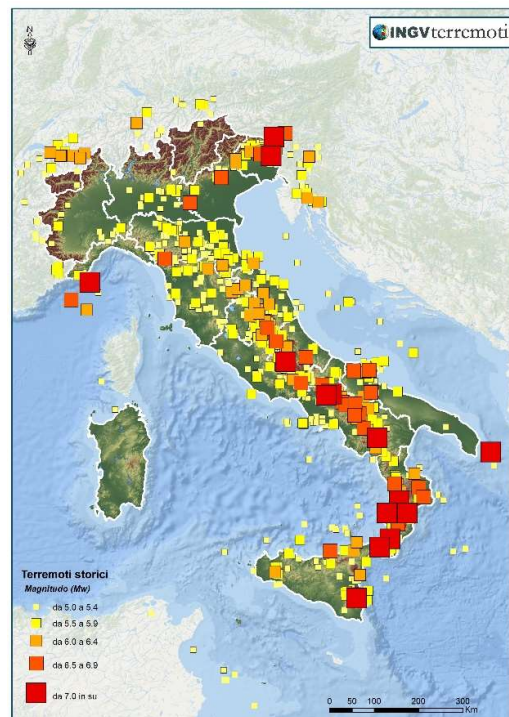 INGVterremoti
N
Terremoti storici
Magnitudo (Mw)
da 5.0 a 5.4
da 5.5 a 5.9
da 6.0 a 6.4
da 6.5 a 6.9
da 7.0 in su
0 50 100 200 300
Km